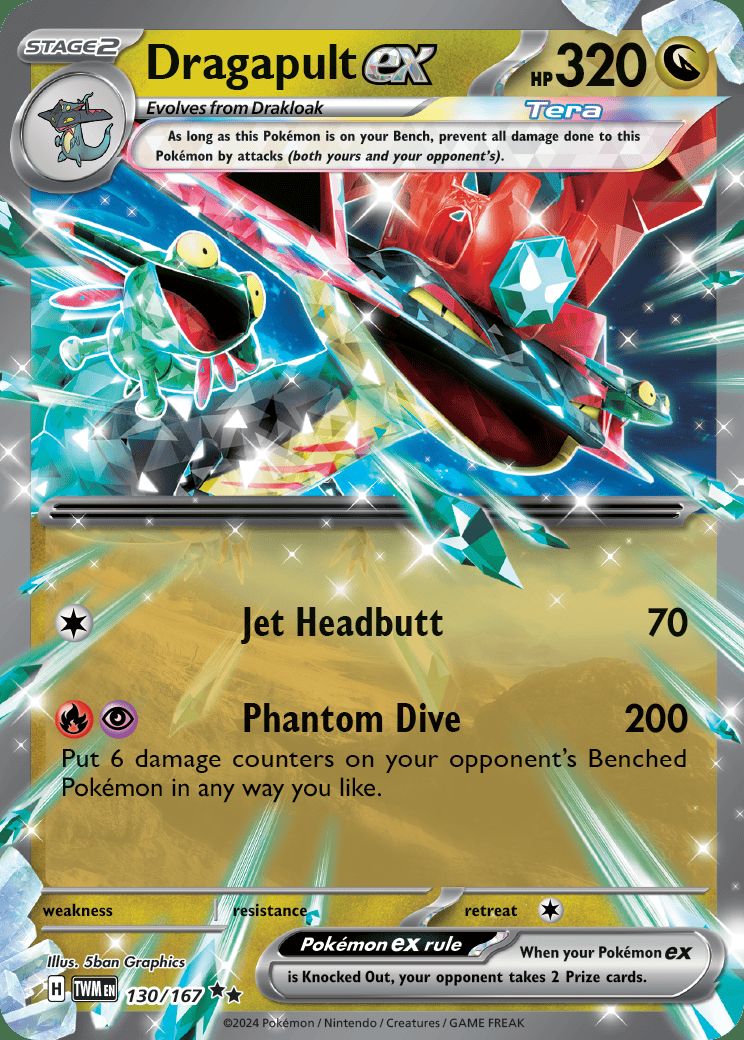 STAGE2
Dragapult ex
HP 320
Evolves from Drakloak
Tera
As long as this Pokémon is on your Bench, prevent all damage done to this
Pokémon by attacks (both yours and your opponent's).
Jet Headbutt 70
Phantom Dive 200
Put 6 damage counters on your opponent's Benched
Pokémon in any way you like.
weakness resistance retreat
Illus. 5ban Graphics
H TWM EN 130/167
Pokémon ex rule
When your Pokémon ex
is Knocked Out, your opponent takes 2 Prize cards.
©2024 Pokémon / Nintendo / Creatures / GAME FREAK